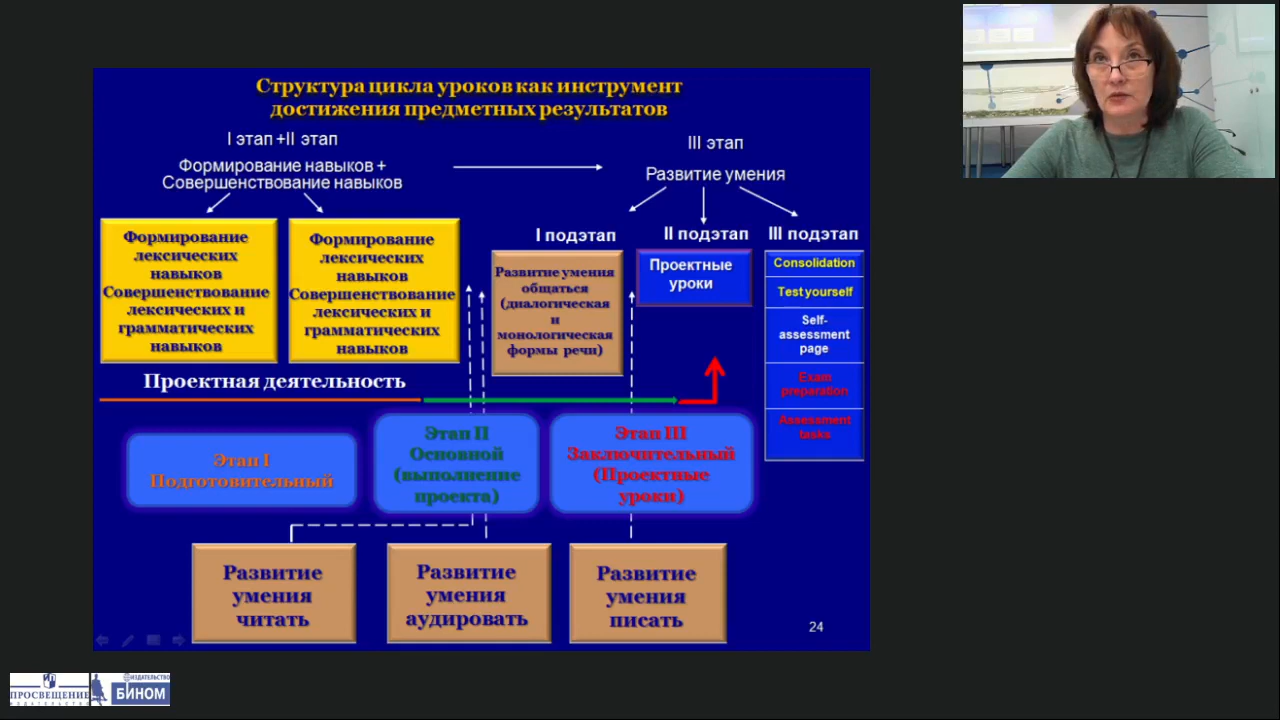 Структура цикла уроков как инструмент
достижения предметных результатов
I этап +II этап
Формирование навыков +
Совершенствование навыков
III этап
Развитие умения
Формирование
лексических
навыков
Совершенствование
лексических и
грамматических
навыков
Формирование
лексических
навыков
Совершенствование
лексических и
грамматических
навыков
I подэтап
Развитие умения
общаться
(диалогическая
и
монологическая
формы речи)
II подэтап
Проектные
уроки
III подэтап
Consolidation
Test yourself
Self-
assessment
page
Exam
preparation
Assessment
tasks
Проектная деятельность
Этап I
Подготовительный
Этап II
Основной
(выполнение
проекта)
Этап III
Заключительный
(Проектные
уроки)
Развитие
умения
читать
Развитие
умения
аудировать
Развитие
умения
писать
24
ПРОСВЕЩЕНИЕ
ИЗДАТЕЛЬСТВО
ИЗДАТЕЛЬСТВО
БИНОМ